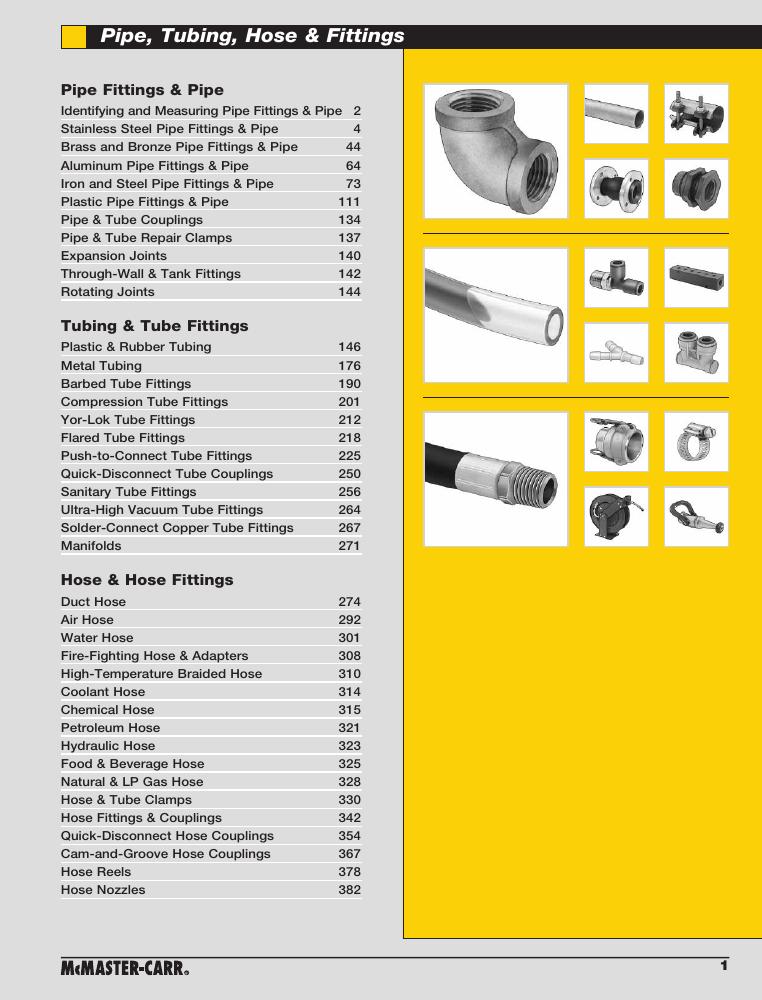 Pipe, Tubing, Hose & Fittings
Pipe Fittings & Pipe
Identifying and Measuring Pipe Fittings & Pipe 2
Stainless Steel Pipe Fittings & Pipe 4
Brass and Bronze Pipe Fittings & Pipe 44
Aluminum Pipe Fittings & Pipe 64
Iron and Steel Pipe Fittings & Pipe 73
Plastic Pipe Fittings & Pipe 111
Pipe & Tube Couplings 134
Pipe & Tube Repair Clamps 137
Expansion Joints 140
Through-Wall & Tank Fittings 142
Rotating Joints 144
Tubing & Tube Fittings
Plastic & Rubber Tubing 146
Metal Tubing 176
Barbed Tube Fittings 190
Compression Tube Fittings 201
Yor-Lok Tube Fittings 212
Flared Tube Fittings 218
Push-to-Connect Tube Fittings 225
Quick-Disconnect Tube Couplings 250
Sanitary Tube Fittings 256
Ultra-High Vacuum Tube Fittings 264
Solder-Connect Copper Tube Fittings 267
Manifolds 271
Hose & Hose Fittings
Duct Hose 274
Air Hose 292
Water Hose 301
Fire-Fighting Hose & Adapters 308
High-Temperature Braided Hose 310
Coolant Hose 314
Chemical Hose 315
Petroleum Hose 321
Hydraulic Hose 323
Food & Beverage Hose 325
Natural & LP Gas Hose 328
Hose & Tube Clamps 330
Hose Fittings & Couplings 342
Quick-Disconnect Hose Couplings 354
Cam-and-Groove Hose Couplings 367
Hose Reels 378
Hose Nozzles 382
McMASTER-CARR®
1